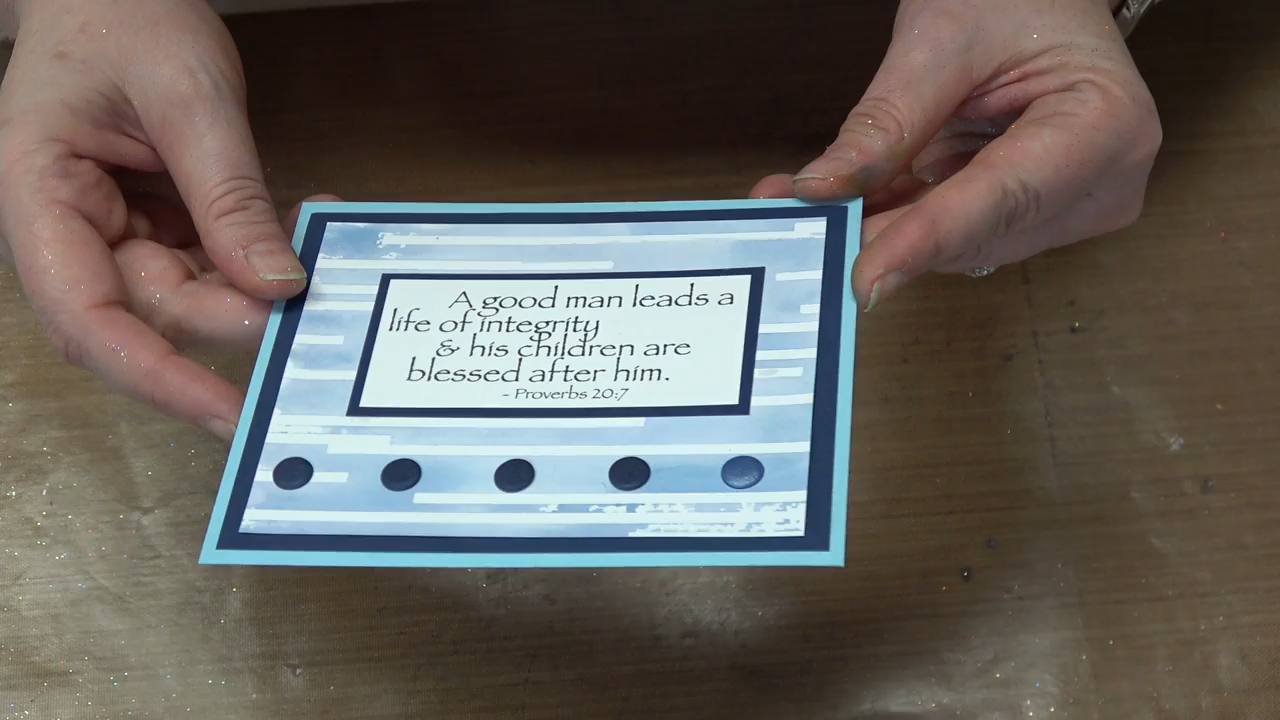 A good man leads a
life of integrity
& his children are
blessed after him.
- Proverbs 20:7